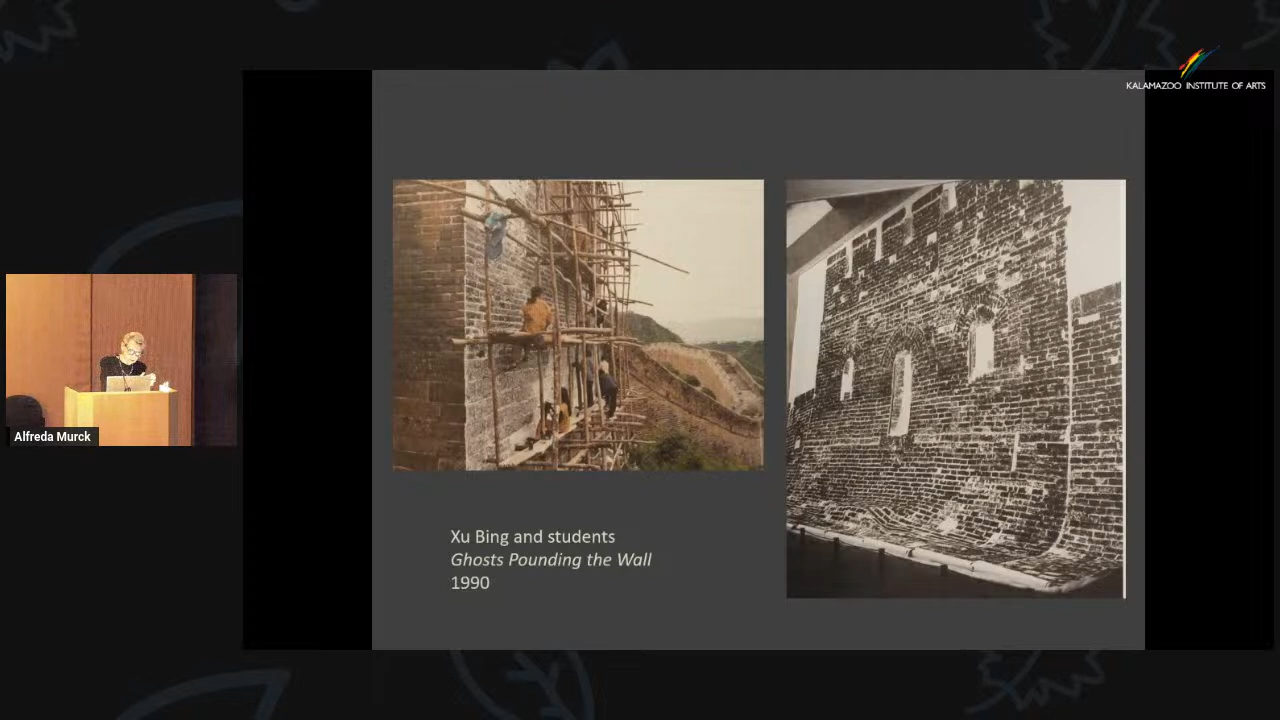 KALAMAZOO INSTITUTE OF ARTS
Alfreda Murck
Xu Bing and students
Ghosts Pounding the Wall
1990